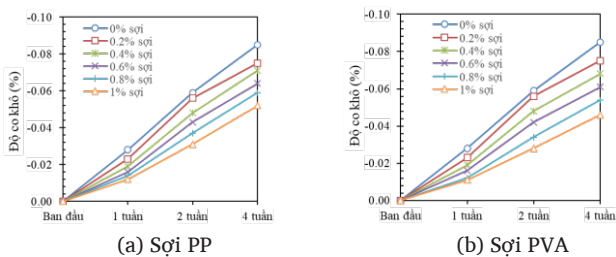 -0.10
-0.08
-0.06
-0.04
-0.02
0.00
Độ co khô (%)
0% sợi
0.2% sợi
0.4% sợi
0.6% sợi
0.8% sợi
1% sợi
Ban đầu 1 tuần 2 tuần 4 tuần
(a) Sợi PP
-0.10
-0.08
-0.06
-0.04
-0.02
0.00
Độ co khô (%)
0% sợi
0.2% sợi
0.4% sợi
0.6% sợi
0.8% sợi
1% sợi
Ban đầu 1 tuần 2 tuần 4 tuần
(b) Sợi PVA